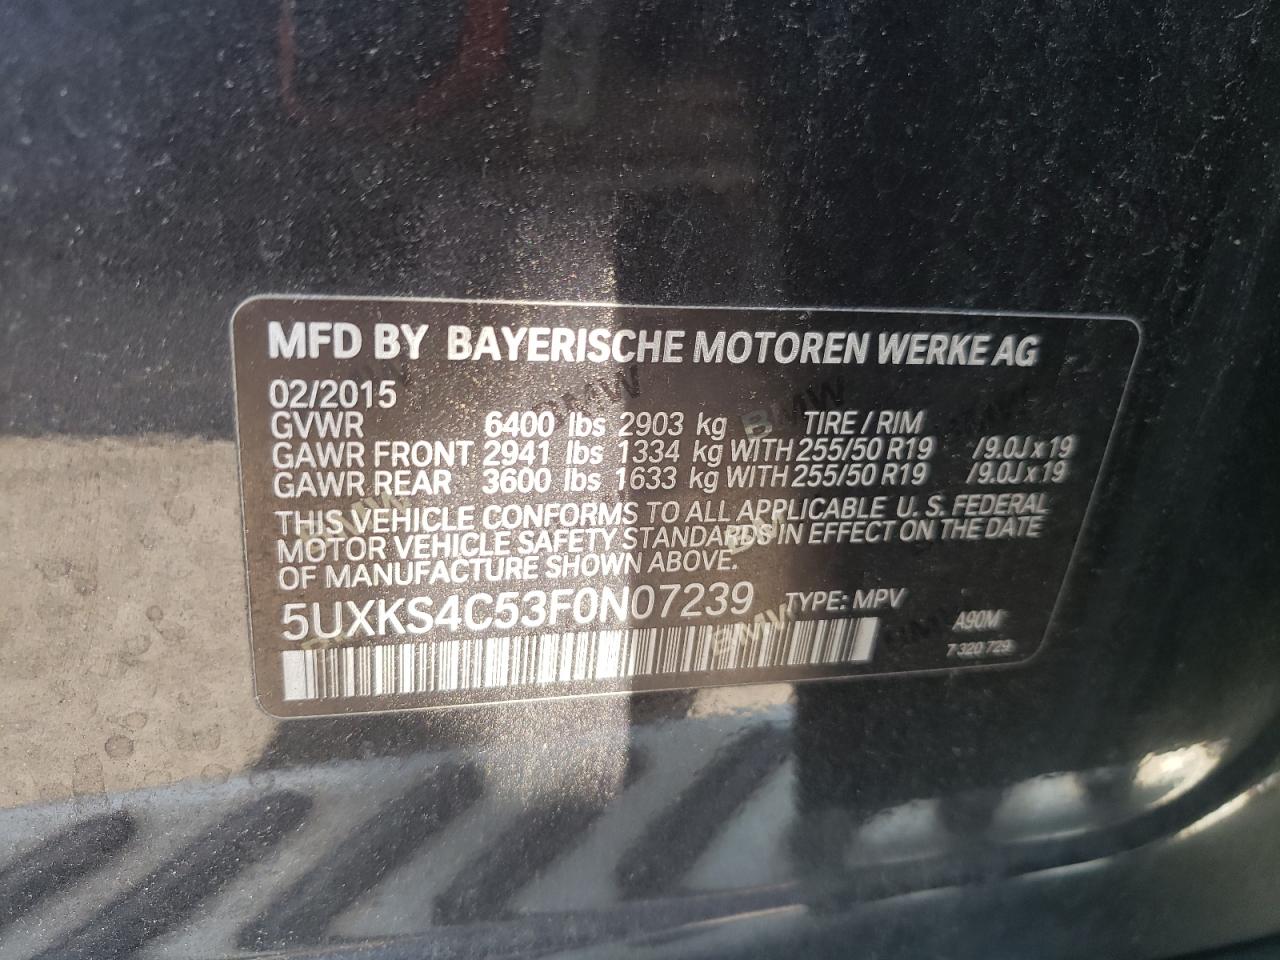 MFD BY BAYERISCHE MOTOREN WERKE AG
02/2015
GVWR 6400 lbs 2903 kg TIRE / RIM
GAWR FRONT 2941 lbs 1334 kg WITH 255/50 R19 /9.0J x 19
GAWR REAR 3600 lbs 1633 kg WITH 255/50 R19 /9.0J x 19
THIS VEHICLE CONFORMS TO ALL APPLICABLE U. S. FEDERAL
MOTOR VEHICLE SAFETY STANDARDS IN EFFECT ON THE DATE
OF MANUFACTURE SHOWN ABOVE.
5UXKS4C53F0N07239 TYPE: MPV
A90M
7 320 729